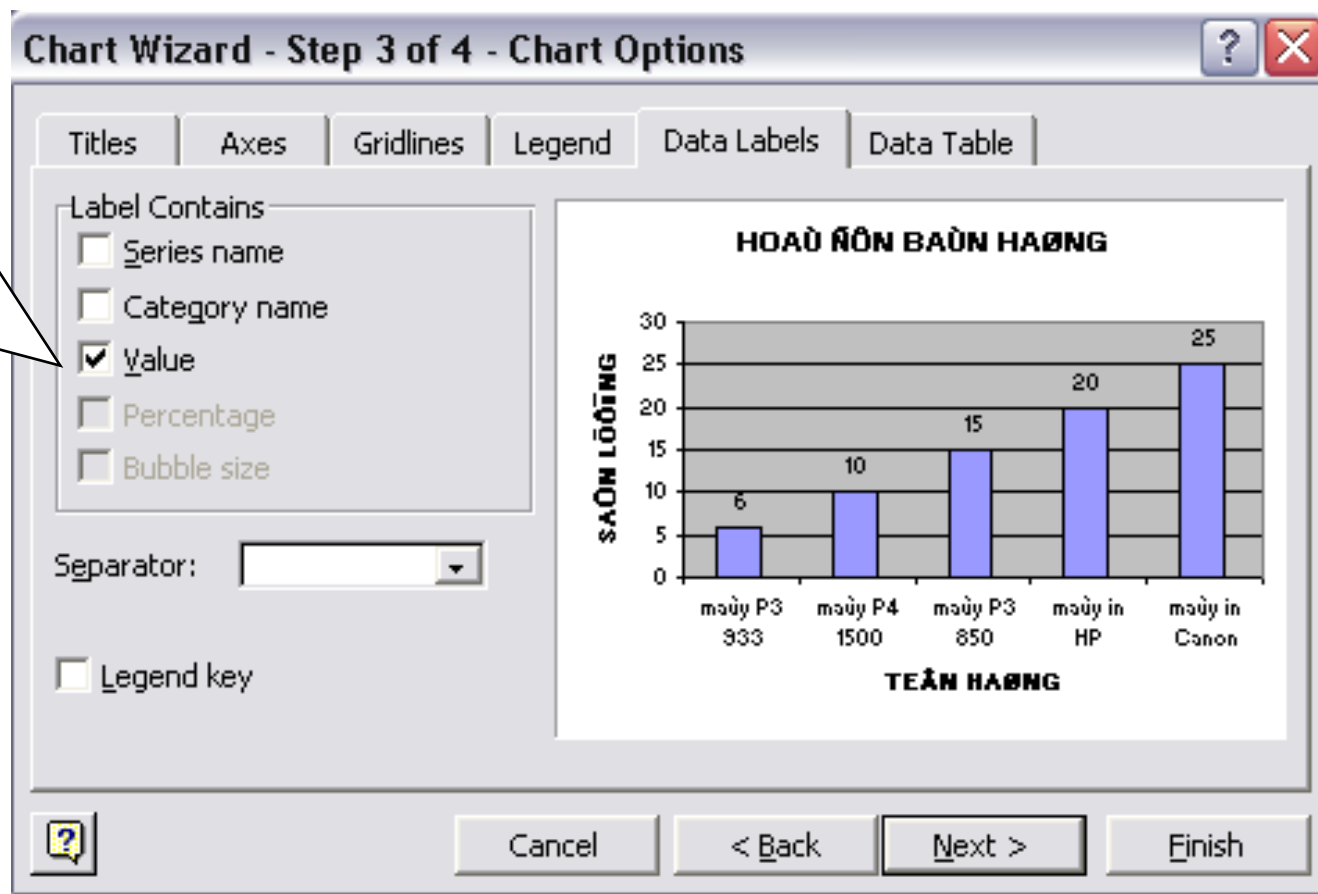 Chart Wizard - Step 3 of 4 - Chart Options
Titles Axes Gridlines Legend Data Labels Data Table
Label Contains
Series name
Category name
Value
Percentage
Bubble size
Separator:
Legend key
HOAÙ ÑÔN BAÙN HAØNG
SAÛN LÖÔÏNG
30
25
20
15
10
5
0
6
10
15
20
25
maùy P3
933
maùy P4
1500
maùy P3
850
maùy in
HP
maùy in
Canon
TEÂN HAØNG
Cancel
< Back
Next >
Finish